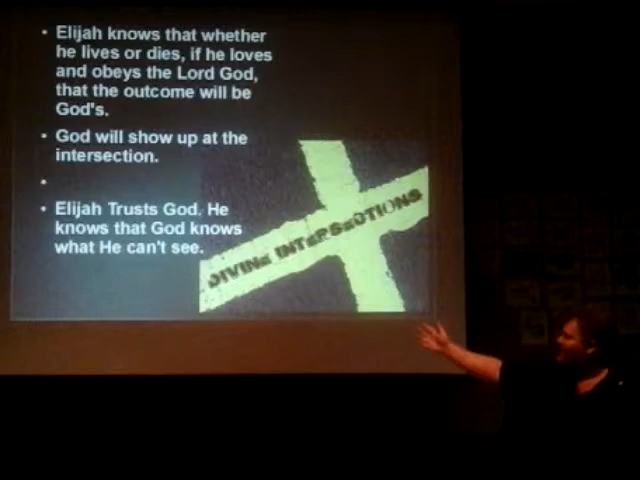 • Elijah knows that whether
he lives or dies, if he loves
and obeys the Lord God,
that the outcome will be
God's.
• God will show up at the
intersection.
•
• Elijah Trusts God. He
knows that God knows
what He can't see.
DIVINE INTERSECTIONS